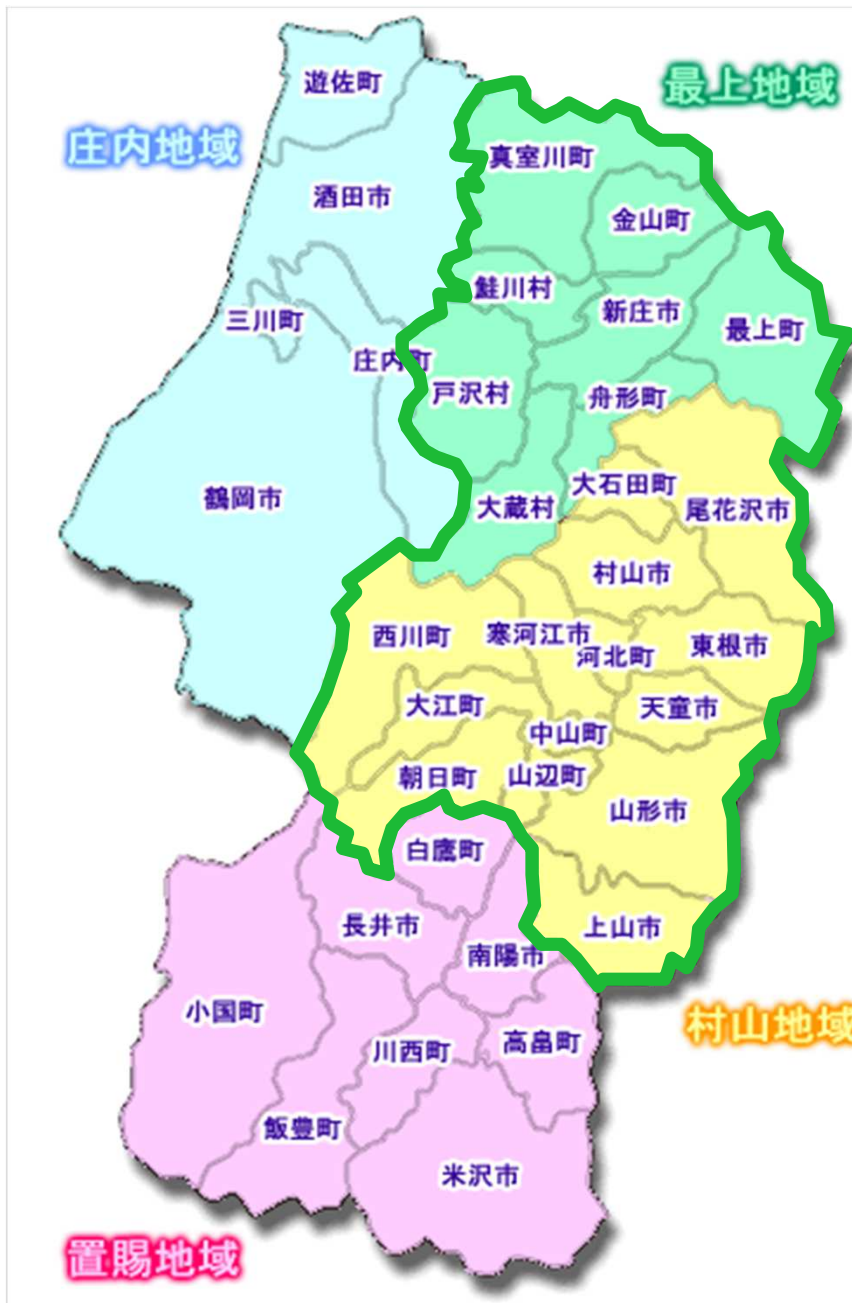 遊佐町
最上地域
庄内地域
真室川町
酒田市
金山町
鮭川村
新庄市
三川町
最上町
庄内町
戸沢村
舟形町
鶴岡市
大石田町
大蔵村
尾花沢市
村山市
西川町
寒河江市
河北町
東根市
大江町
天童市
中山町
朝日町
山辺町
山形市
白鷹町
長井市
上山市
南陽市
小国町
村山地域
川西町
高畠町
飯豊町
米沢市
置賜地域